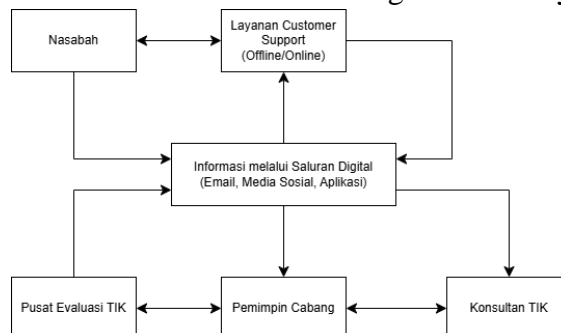 Nasabah
Layanan Customer
Support
(Offline/Online)
Informasi melalui Saluran Digital
(Email, Media Sosial, Aplikasi)
Pusat Evaluasi TIK
Pemimpin Cabang
Konsultan TIK